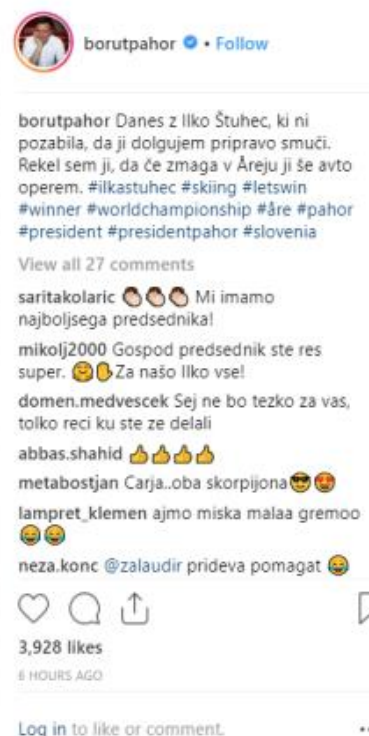 borutpahor • Follow
borutpahor Danes z Ilko Štuhec, ki ni
pozabila, da ji dolgujem pripravo smuči.
Rekel sem ji, da če zmaga v Åreju ji še avto
operem. #ilkastuhec #skiing #letswin
#winner #worldchampionship #åre #pahor
#president #presidentpahor #slovenia
View all 27 comments
saritakolaric 👏👏👏 Mi imamo
najboljsega predsednika!
mikolj2000 Gospod predsednik ste res
super. 🤗✋Za našo Ilko vse!
domen.medvescek Sej ne bo tezko za vas,
tolko reci ku ste ze delali
abbas.shahid 👍👍👍👍
metabostjan Carja..oba skorpijona😎😍
lampret_klemen ajmo miska malaa gremoo
😂😂
neza.konc @zalaudir prideva pomagat 😂
3,928 likes
6 HOURS AGO
Log in to like or comment.